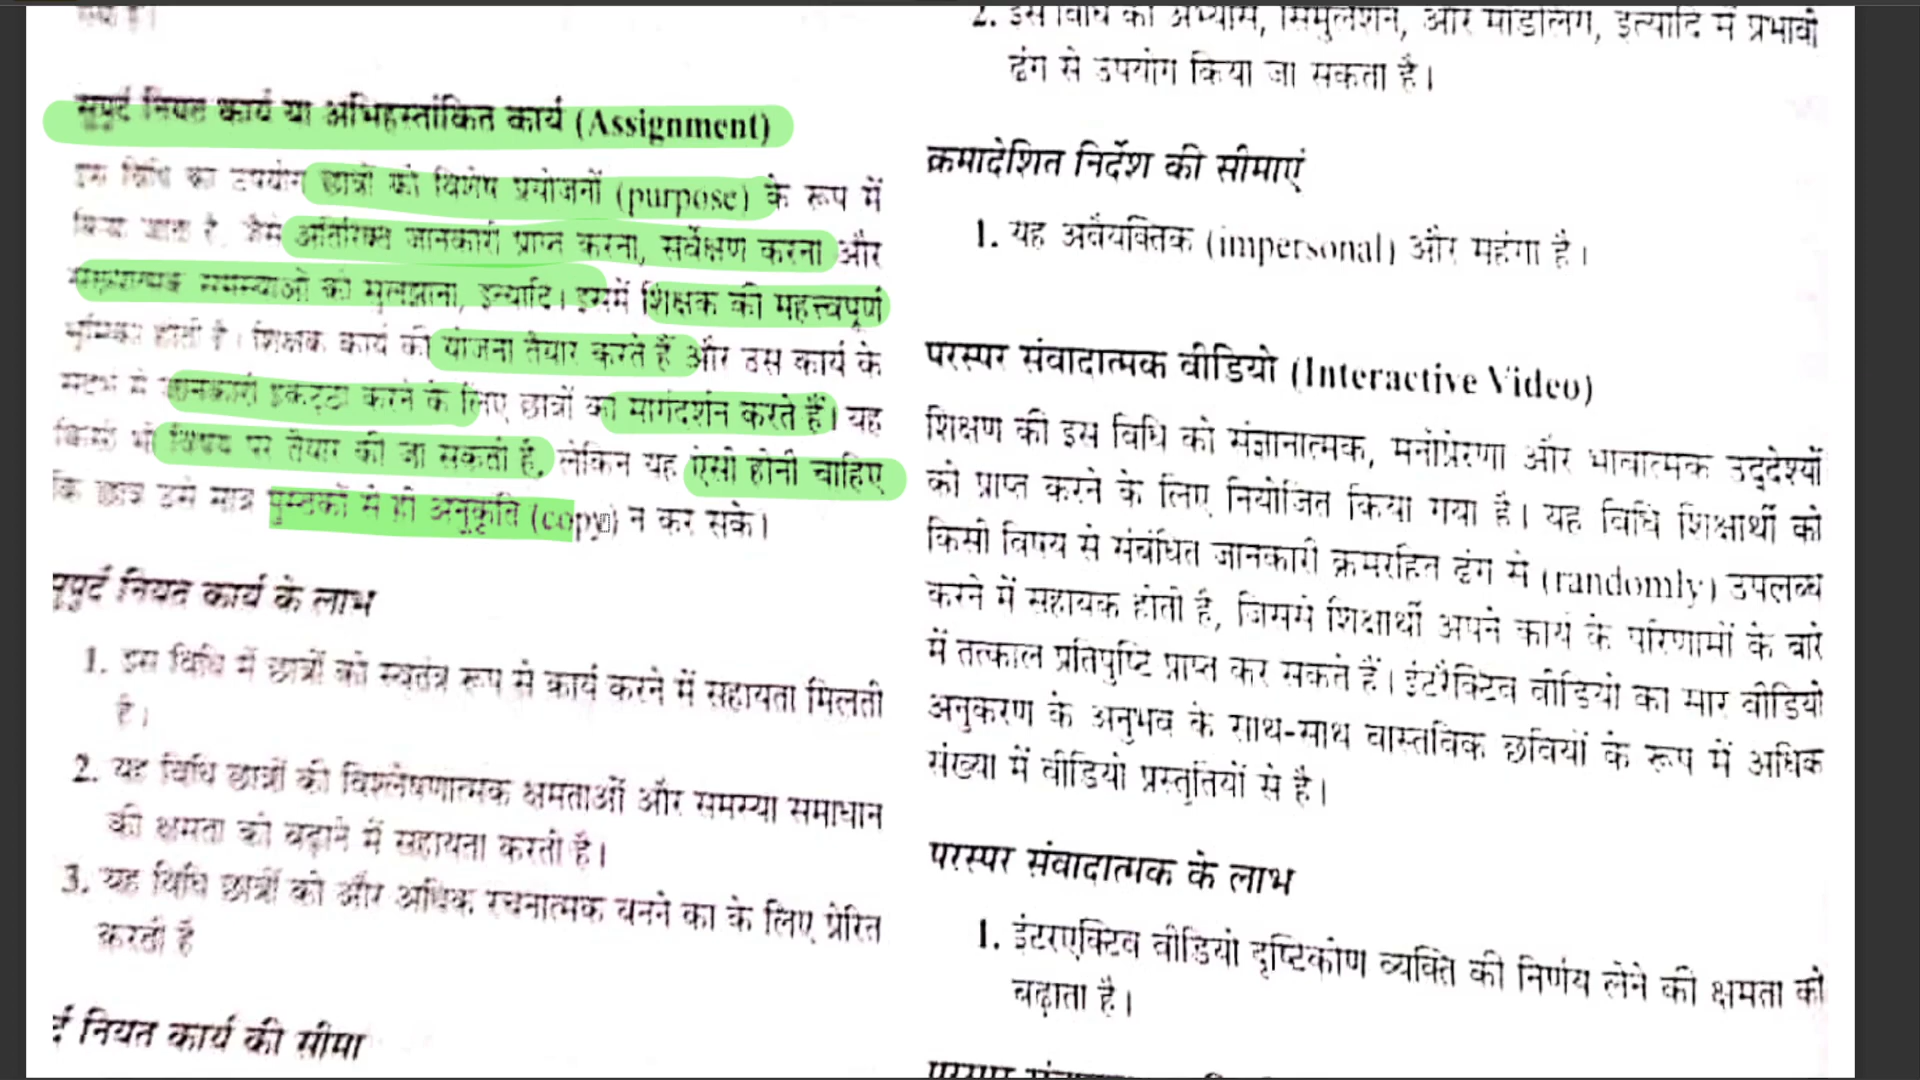 सुपुर्द नियत कार्य या अभिहस्तांकित कार्य (Assignment)
इस विधि का उपयोग छात्रों को विशेष प्रयोजनों (purpose) के रूप में
किया जाता है, जैसे अतिरिक्त जानकारी प्राप्त करना, सर्वेक्षण करना और
समस्याओं को सुलझाना, इत्यादि। इसमें शिक्षक की महत्त्वपूर्ण
भूमिका होती है। शिक्षक कार्य की योजना तैयार करते हैं और उस कार्य के
संदर्भ में जानकारी इकट्ठा करने के लिए छात्रों का मार्गदर्शन करते हैं। यह
किसी भी विषय पर तैयार की जा सकती है, लेकिन यह ऐसी होनी चाहिए
कि छात्र उसे मात्र पुस्तकों से ही अनुकृति (copy) न कर सकें।
सुपुर्द नियत कार्य के लाभ
1. इस विधि में छात्रों को स्वतंत्र रूप से कार्य करने में सहायता मिलती
है।
2. यह विधि छात्रों की विश्लेषणात्मक क्षमताओं और समस्या समाधान
की क्षमता को बढ़ाने में सहायता करती है।
3. यह विधि छात्रों को और अधिक रचनात्मक बनने का के लिए प्रेरित
करती है
र्द नियत कार्य की सीमा
2. इस विधि का अभ्यास, सिमुलेशन, और मॉडलिंग, इत्यादि में प्रभावी
ढंग से उपयोग किया जा सकता है।
क्रमादेशित निर्देश की सीमाएं
1. यह अवैयक्तिक (impersonal) और महंगा है।
परस्पर संवादात्मक वीडियो (Interactive Video)
शिक्षण की इस विधि को संज्ञानात्मक, मनोप्रेरणा और भावात्मक उद्देश्यों
को प्राप्त करने के लिए नियोजित किया गया है। यह विधि शिक्षार्थी को
किसी विषय से संबंधित जानकारी क्रमरहित ढंग में (randomly) उपलब्ध
करने में सहायक होती है, जिससे शिक्षार्थी अपने कार्य के परिणामों के बारे
में तत्काल प्रतिपुष्टि प्राप्त कर सकते हैं। इंटरैक्टिव वीडियो का सार वीडियो
अनुकरण के अनुभव के साथ-साथ वास्तविक छवियों के रूप में अधिक
संख्या में वीडियो प्रस्तुतियों से है।
परस्पर संवादात्मक के लाभ
1. इंटरएक्टिव वीडियो दृष्टिकोण व्यक्ति की निर्णय लेने की क्षमता को
बढ़ाता है।